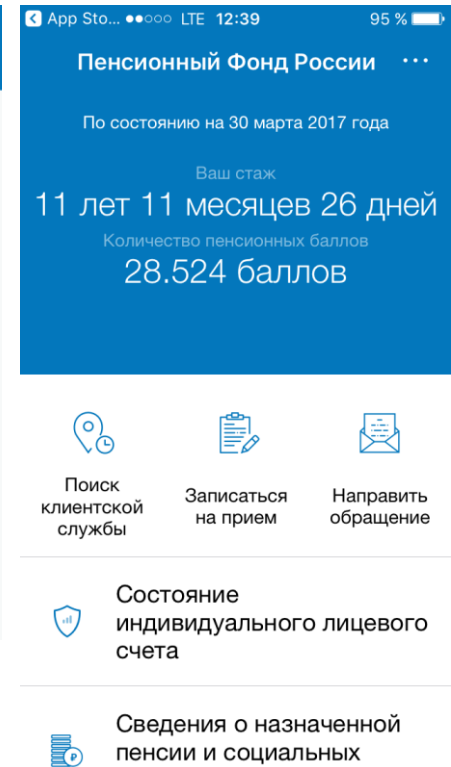 App Sto... LTE 12:39 95 %
Пенсионный Фонд России ...
По состоянию на 30 марта 2017 года
Ваш стаж
11 лет 11 месяцев 26 дней
Количество пенсионных баллов
28.524 баллов
Поиск клиентской службы
Записаться на прием
Направить обращение
Состояние
индивидуального лицевого
счета
Сведения о назначенной
пенсии и социальных